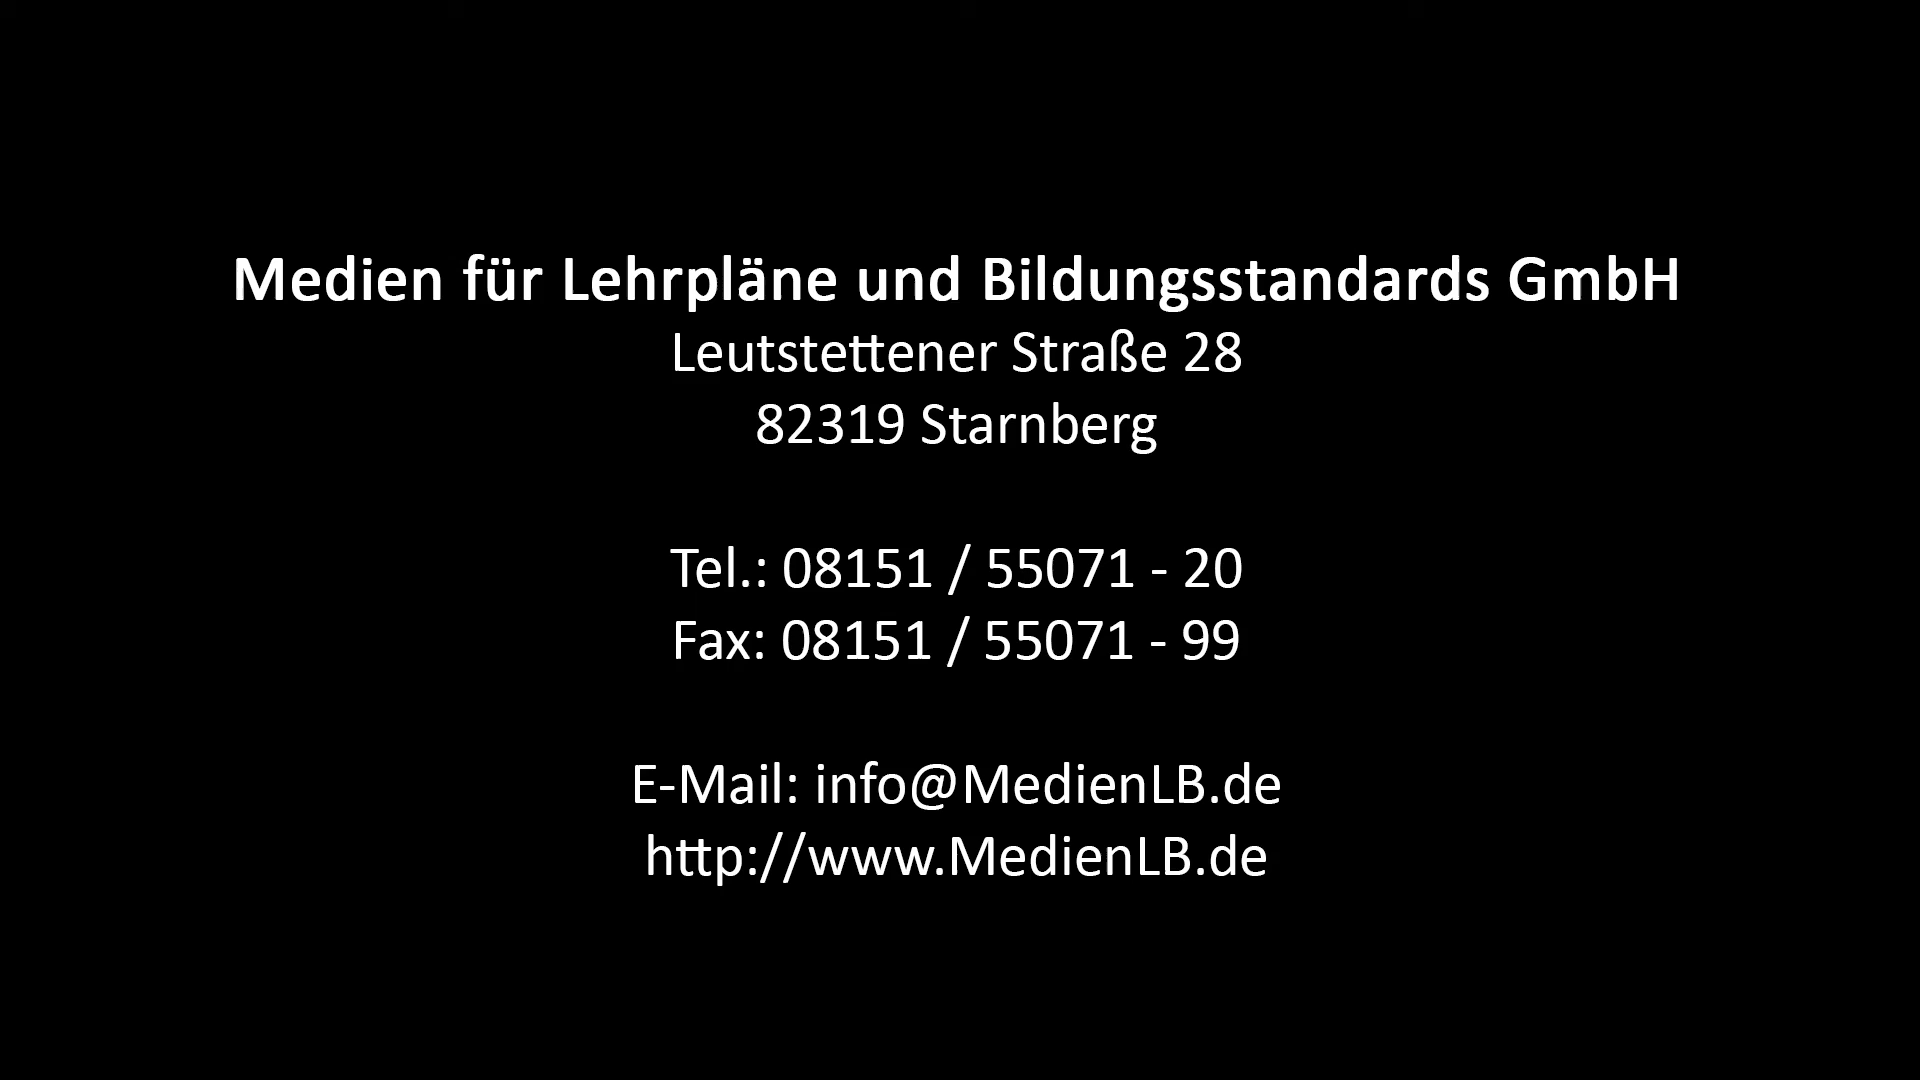 Medien für Lehrpläne und Bildungsstandards GmbH
Leutstettener Straße 28
82319 Starnberg
Tel.: 08151 / 55071 - 20
Fax: 08151 / 55071 - 99
E-Mail: info@MedienLB.de
http://www.MedienLB.de